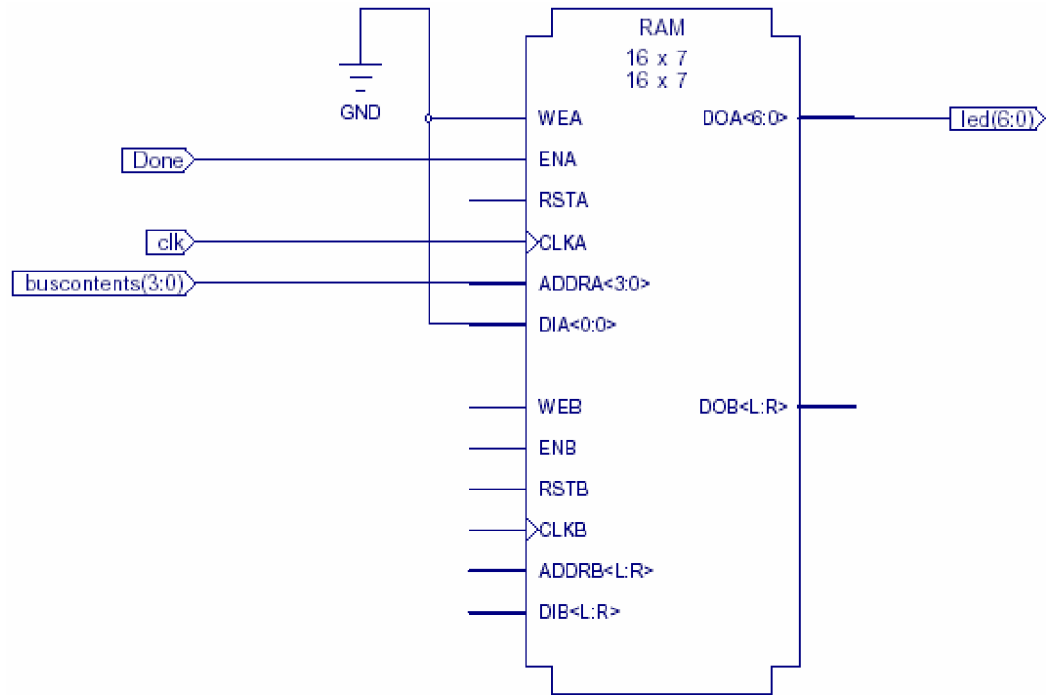 RAM
16 x 7
16 x 7
GND
WEA
DOA<6:0>
led(6:0)
Done
ENA
RSTA
clk
CLKA
buscontents(3:0)
ADDRA<3:0>
DIA<0:0>
WEB
DOB<L:R>
ENB
RSTB
CLKB
ADDRB<L:R>
DIB<L:R>